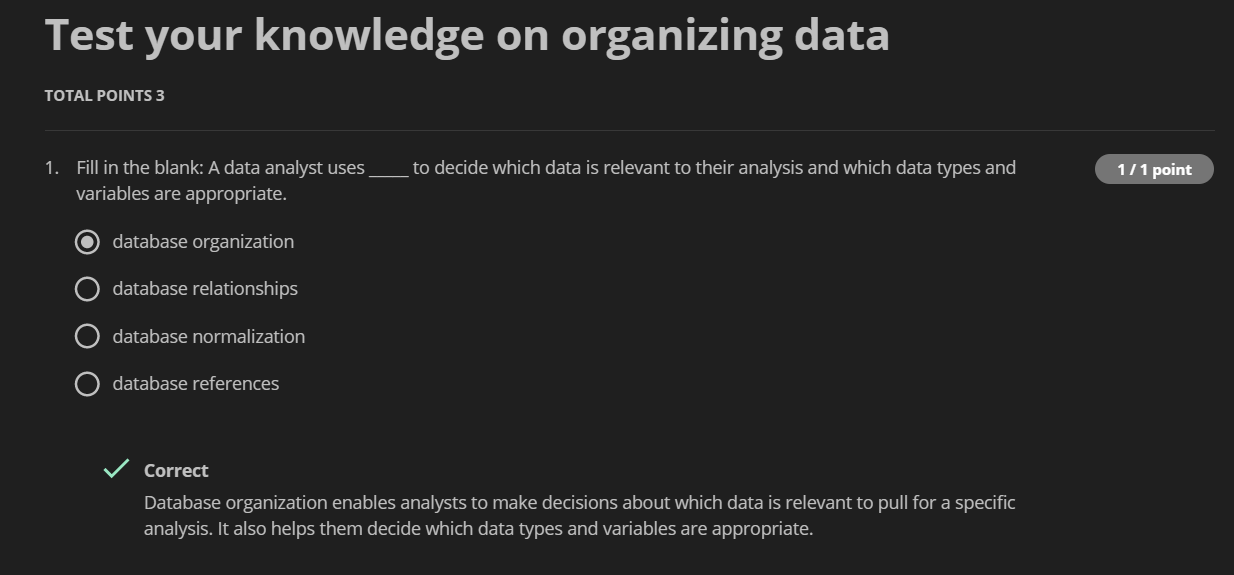 Test your knowledge on organizing data
TOTAL POINTS 3
1. Fill in the blank: A data analyst uses _____ to decide which data is relevant to their analysis and which data types and
variables are appropriate.
1 / 1 point
database organization
database relationships
database normalization
database references
Correct
Database organization enables analysts to make decisions about which data is relevant to pull for a specific
analysis. It also helps them decide which data types and variables are appropriate.